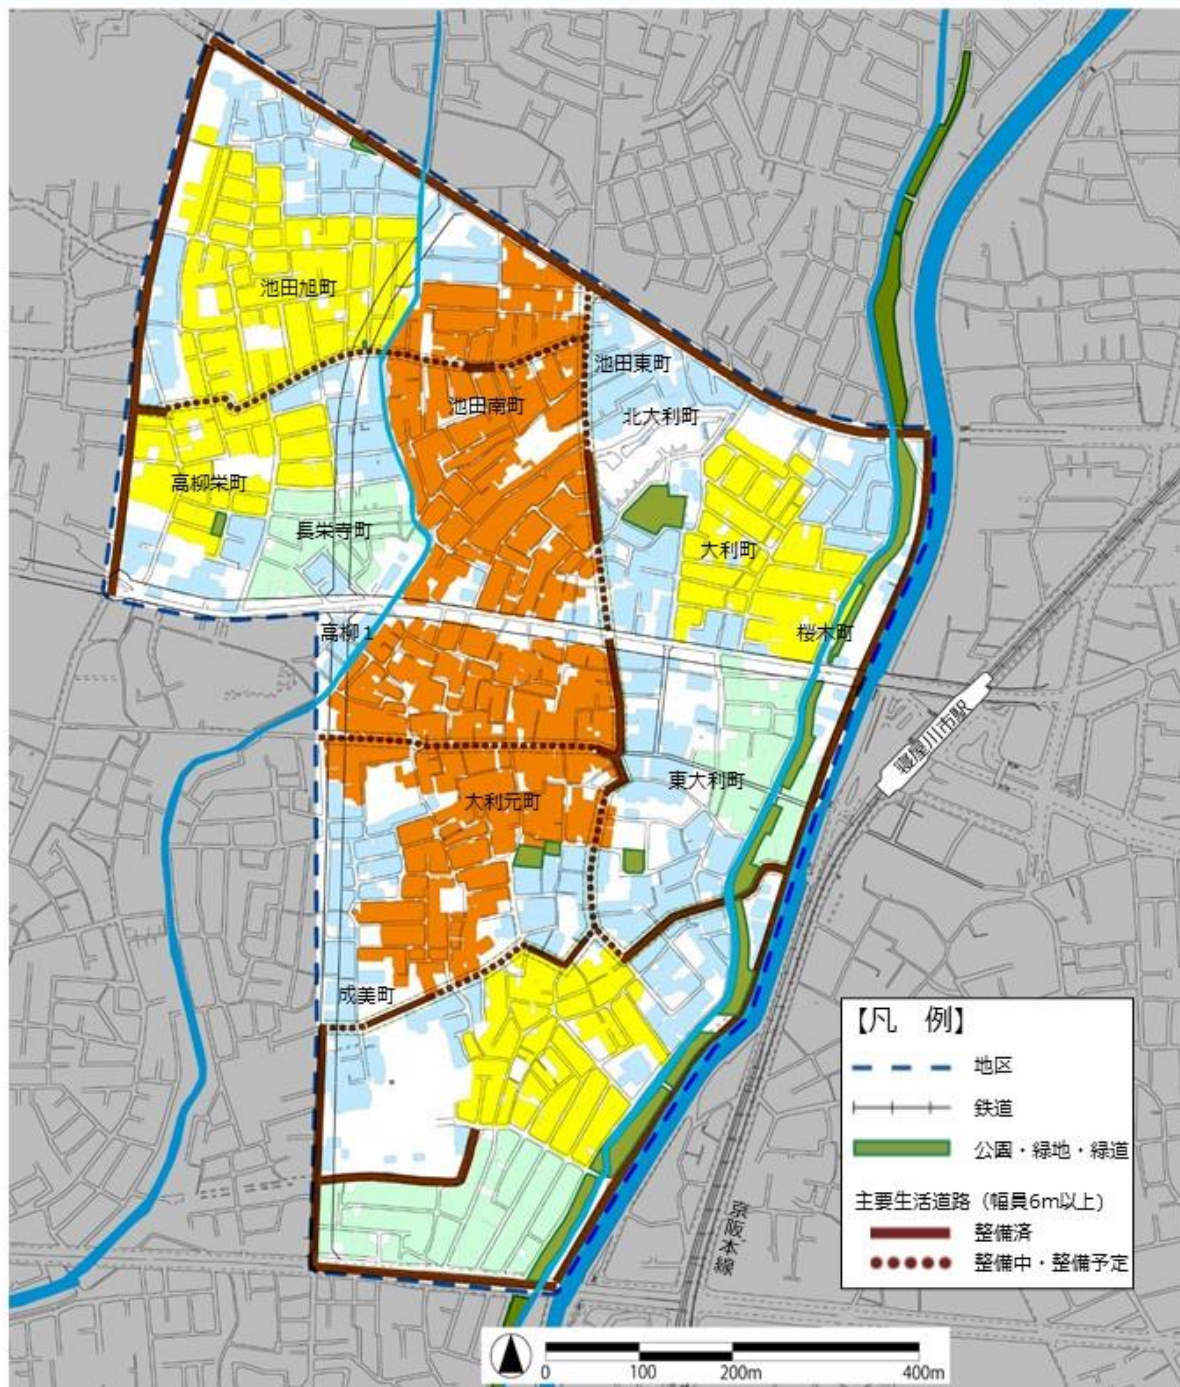 池田旭町
池田東町
池田南町
北大利町
高柳栄町
長栄寺町
大利町
高柳1
桜木町
寝屋川市駅
東大利町
大利元町
成美町
【凡 例】
地区
鉄道
公園・緑地・緑道
主要生活道路(幅員6m以上)
整備済
整備中・整備予定
京阪本線
0 100 200m 400m